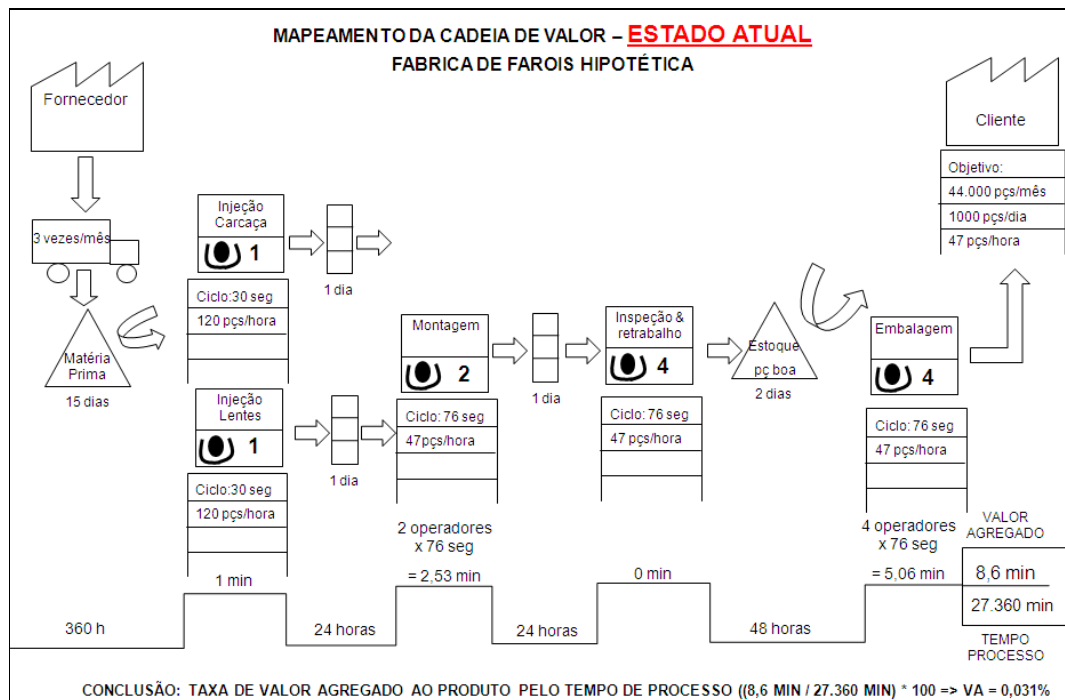 MAPEAMENTO DA CADEIA DE VALOR – ESTADO ATUAL
FABRICA DE FAROIS HIPOTÉTICA
Fornecedor
3 vezes/mês
Matéria
Prima
15 dias
Injeção
Carcaça
1
Ciclo:30 seg
120 pçs/hora
1 dia
Injeção
Lentes
1
Ciclo:30 seg
120 pçs/hora
1 dia
Montagem
2
Ciclo: 76 seg
47pçs/hora
1 dia
Inspeção &
retrabalho
4
Ciclo: 76 seg
47 pçs/hora
Estoque
pç boa
2 dias
Embalagem
4
Ciclo: 76 seg
47 pçs/hora
Cliente
Objetivo:
44.000 pçs/mês
1000 pçs/dia
47 pçs/hora
360 h
1 min
24 horas
2 operadores
x 76 seg
= 2,53 min
24 horas
0 min
48 horas
4 operadores
x 76 seg
= 5,06 min
VALOR
AGREGADO
8,6 min
27.360 min
TEMPO
PROCESSO
CONCLUSÃO: TAXA DE VALOR AGREGADO AO PRODUTO PELO TEMPO DE PROCESSO ((8,6 MIN / 27.360 MIN) * 100 => VA = 0,031%